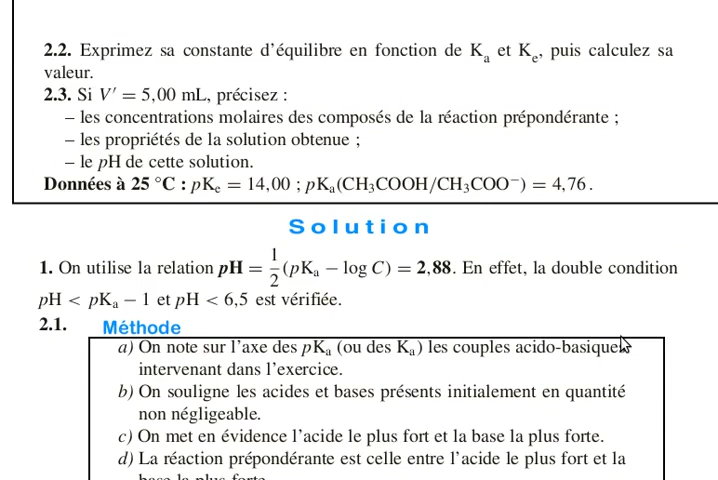 2.2. Exprimez sa constante d'équilibre en fonction de Kₐ et Kₑ, puis calculez sa
valeur.
2.3. Si V′ = 5,00 mL, précisez :
– les concentrations molaires des composés de la réaction prépondérante ;
– les propriétés de la solution obtenue ;
– le pH de cette solution.
Données à 25 °C : pKₑ = 14,00 ; pKₐ(CH₃COOH/CH₃COO⁻) = 4,76.
Solution
1. On utilise la relation pH = 1/2 (pKₐ – log C) = 2,88. En effet, la double condition
pH < pKₐ – 1 et pH < 6,5 est vérifiée.
2.1. Méthode
a) On note sur l'axe des pKₐ (ou des Kₐ) les couples acido-basiques
intervenant dans l'exercice.
b) On souligne les acides et bases présents initialement en quantité
non négligeable.
c) On met en évidence l'acide le plus fort et la base la plus forte.
d) La réaction prépondérante est celle entre l'acide le plus fort et la
base la plus forte.